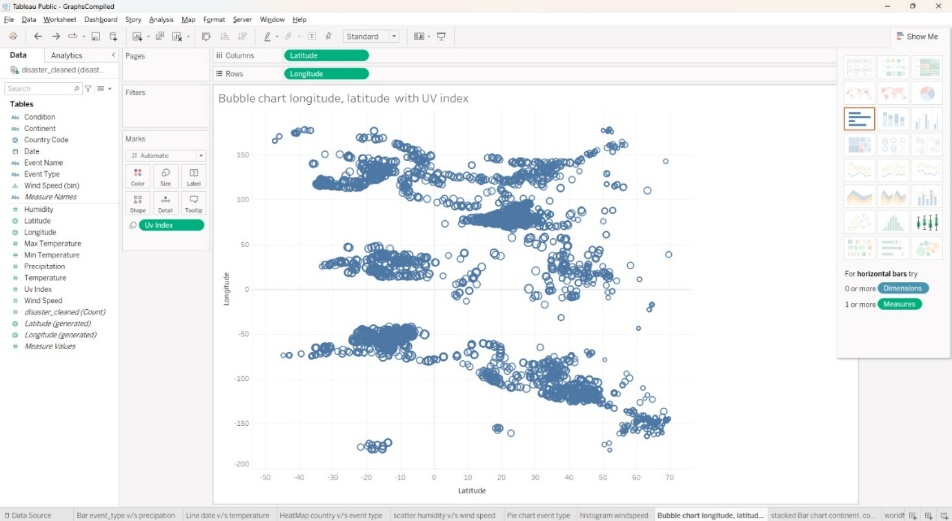 Tableau Public - GraphsCompiled
File Data Worksheet Dashboard Story Analysis Map Format Server Window Help
Standard
Show Me
Data Analytics
disaster_cleaned (disast...
Search
Tables
Abc Condition
Abc Continent
Country Code
Date
Abc Event Name
Abc Event Type
Wind Speed (bin)
Abc Measure Names
# Humidity
Latitude
Longitude
# Max Temperature
# Min Temperature
# Precipitation
# Temperature
# Uv Index
# Wind Speed
# disaster_cleaned (Count)
Latitude (generated)
Longitude (generated)
# Measure Values
Pages
Filters
Marks
Automatic
Color Size Label
Shape Detail Tooltip
Uv Index
Columns Latitude
Rows Longitude
Bubble chart longitude, latitude with UV index
150
100
50
0
-50
-100
-150
-200
Longitude
-50 -40 -30 -20 -10 0 10 20 30 40 50 60 70
Latitude
For horizontal bars try
0 or more Dimensions
1 or more Measures
Data Source Bar event_type v/s precipation Line date v/s temperature HeatMap country v/s event type scatter humidity v/s wind speed Pie chart event type histogram windspeed Bubble chart longitude, latitud... stocked Bar chart continent, co...